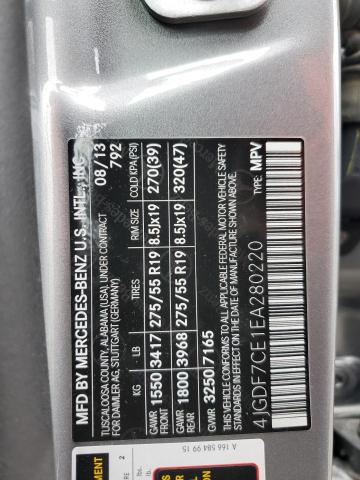 MFD BY MERCEDES-BENZ U.S. INTL., INC.
TUSCALOOSA COUNTY, ALABAMA (USA), UNDER CONTRACT
FOR DAIMLER AG, STUTTGART (GERMANY)
08/13
792
KG LB TIRES RIM SIZE COLD KPA (PSI)
GAWR FRONT 1550 3417 275/55 R19 8.5x19 270(39)
GAWR REAR 1800 3968 275/55 R19 8.5x19 320(47)
GVWR 3250 7165
THIS VEHICLE CONFORMS TO ALL APPLICABLE FEDERAL MOTOR VEHICLE SAFETY
STANDARDS IN EFFECT ON THE DATE OF MANUFACTURE SHOWN ABOVE.
4JGDF7CE1EA280220 TYPE: MPV
A 166 584 99 15
2
lbs.